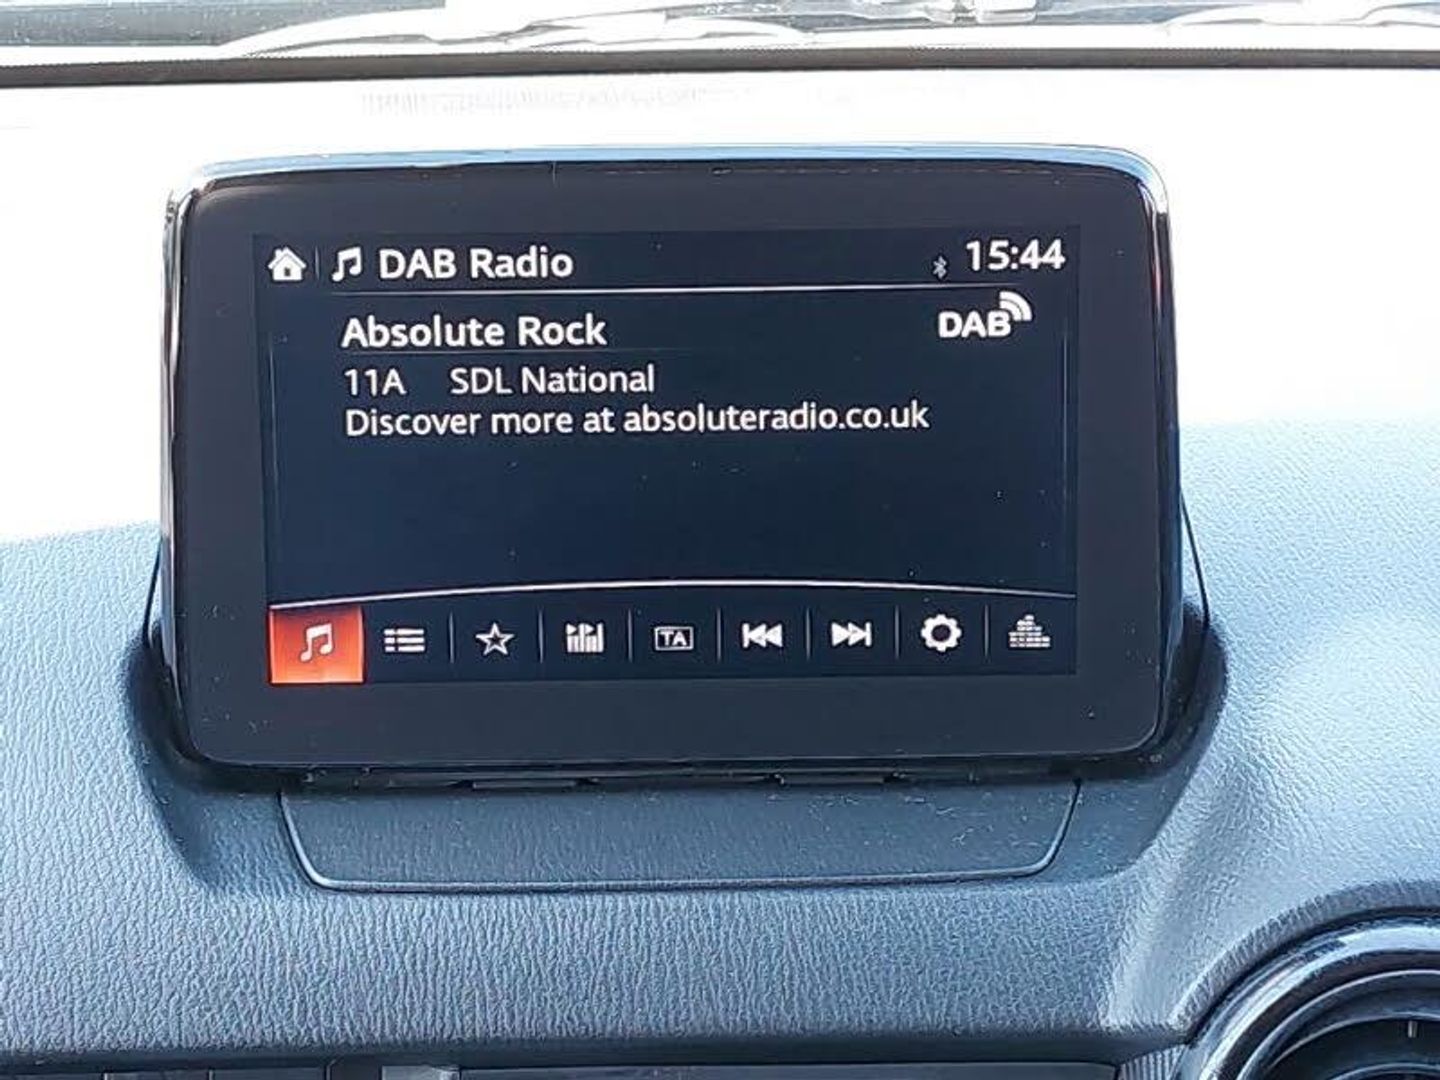 DAB Radio 15:44
Absolute Rock DAB
11A SDL National
Discover more at absoluteradio.co.uk
TA